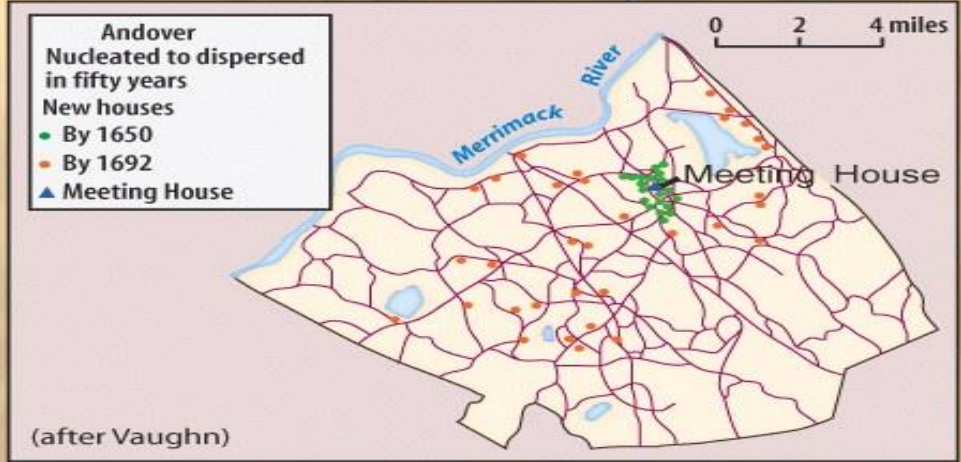 Andover
Nucleated to dispersed
in fifty years
New houses
By 1650
By 1692
Meeting House
0 2 4 miles
Merrimack River
Meeting House
(after Vaughn)